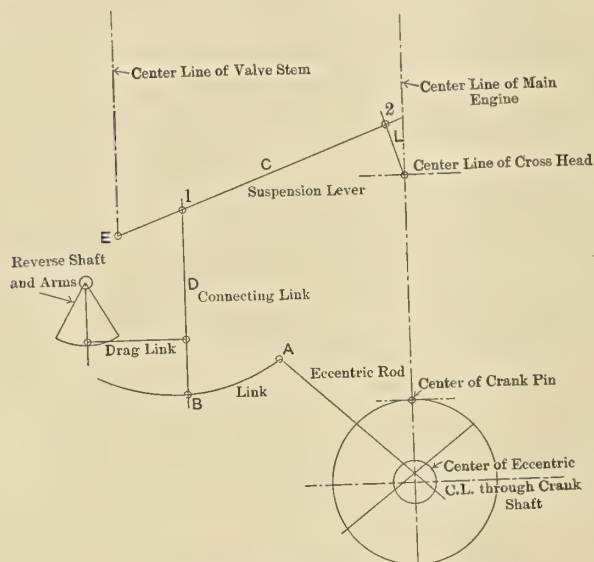 Center Line of Valve Stem
Center Line of Main
Engine
2
L
C
Center Line of Cross Head
1
Suspension Lever
E
Reverse Shaft
and Arms
D
Connecting Link
Drag Link
A
Eccentric Rod
Center of Crank Pin
Link
B
Center of Eccentric
C.L. through Crank
Shaft